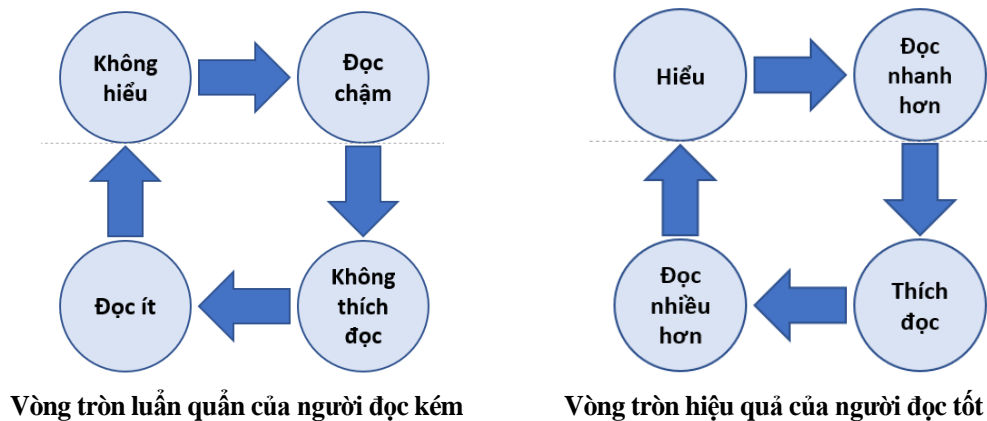 Không
hiểu
Đọc
chậm
Không
thích
đọc
Đọc ít
Vòng tròn luẩn quẩn của người đọc kém
Hiểu
Đọc
nhanh
hơn
Thích
đọc
Đọc
nhiều
hơn
Vòng tròn hiệu quả của người đọc tốt